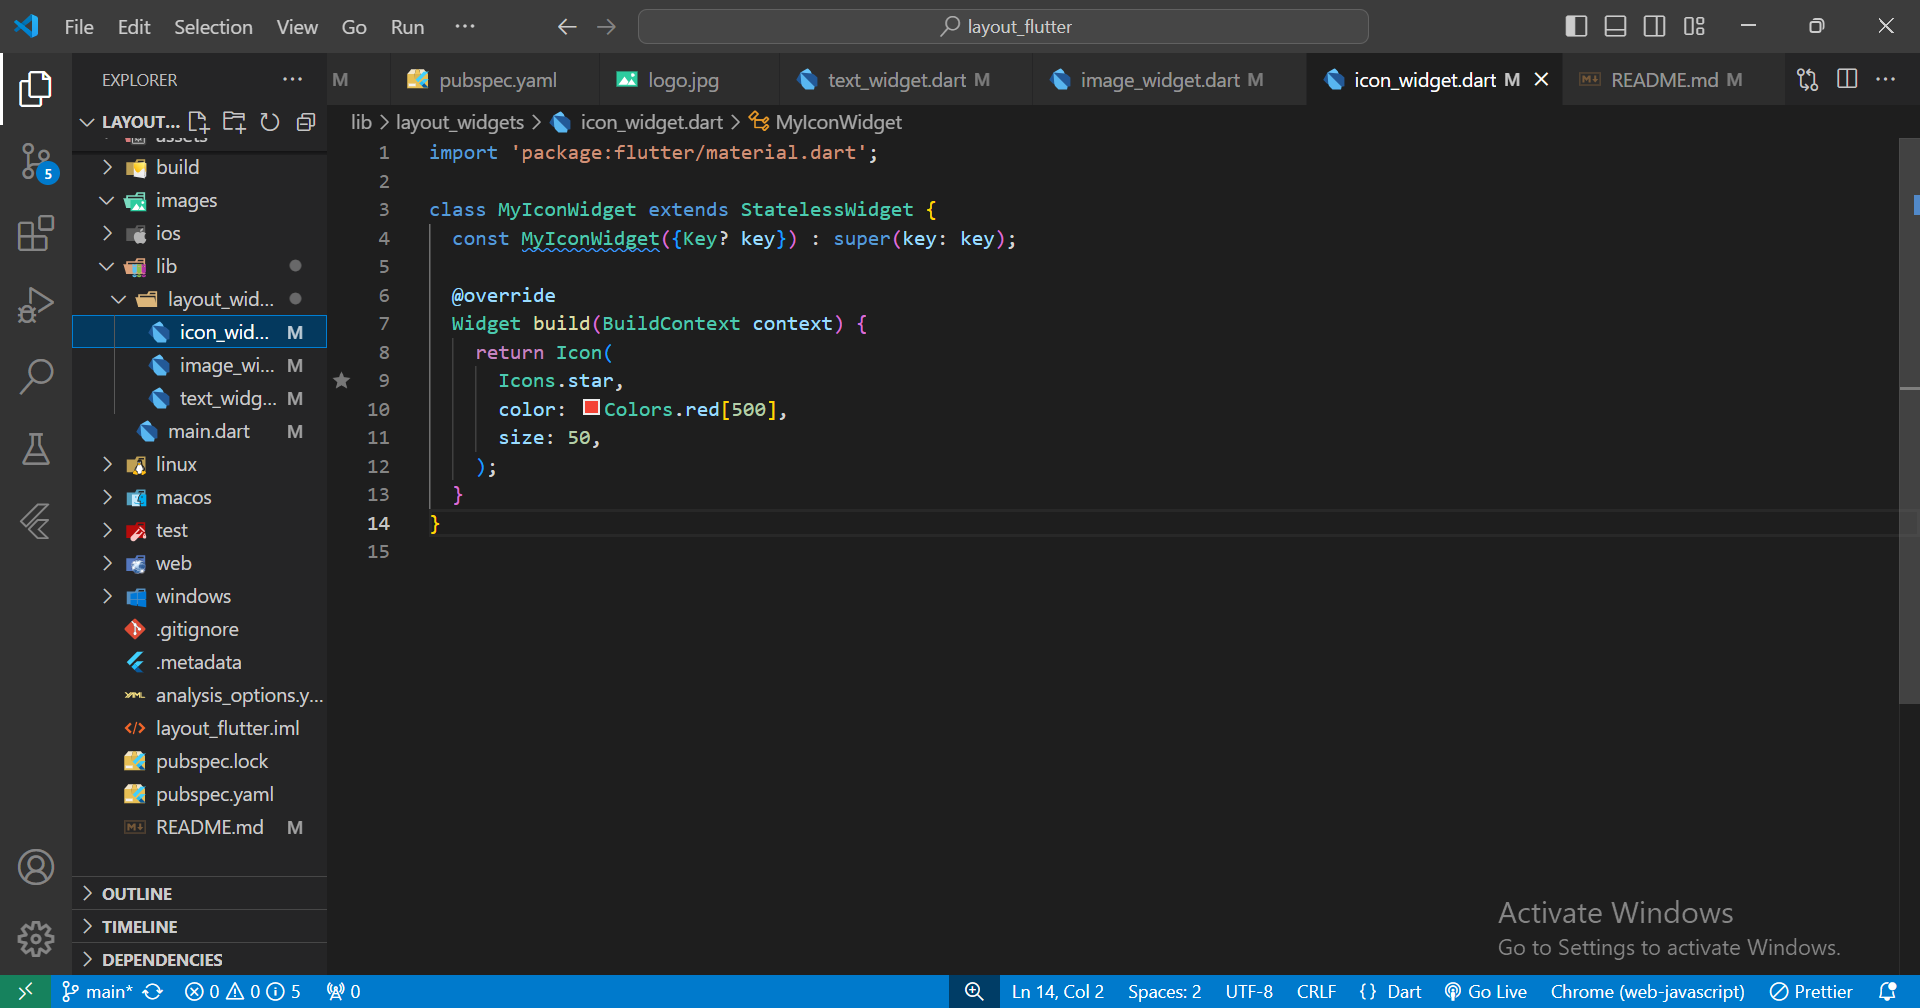 File Edit Selection View Go Run ··· layout_flutter
EXPLORER ···
M pubspec.yaml logo.jpg text_widget.dart M image_widget.dart M icon_widget.dart M README.md M ···
LAYOUT...
lib > layout_widgets > icon_widget.dart > MyIconWidget
assets
build
images
ios
lib
layout_wid...
icon_wid... M
image_wi... M
text_widg... M
main.dart M
linux
macos
test
web
windows
.gitignore
.metadata
analysis_options.y...
layout_flutter.iml
pubspec.lock
pubspec.yaml
README.md M
OUTLINE
TIMELINE
DEPENDENCIES
1 import 'package:flutter/material.dart';
2
3 class MyIconWidget extends StatelessWidget {
4 const MyIconWidget({Key? key}) : super(key: key);
5
6 @override
7 Widget build(BuildContext context) {
8 return Icon(
9 Icons.star,
10 color: Colors.red[500],
11 size: 50,
12 );
13 }
14 }
15
Activate Windows
Go to Settings to activate Windows.
5
main* 0 0 5 0 Ln 14, Col 2 Spaces: 2 UTF-8 CRLF {} Dart Go Live Chrome (web-javascript) Prettier